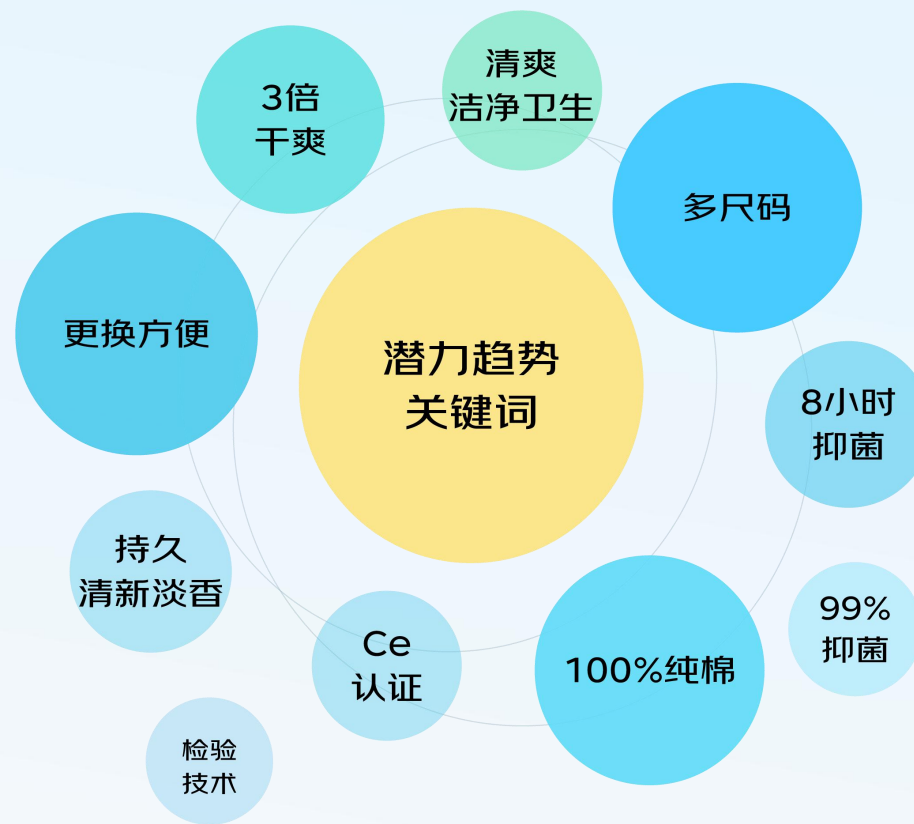 清爽
洁净卫生
3倍
干爽
多尺码
更换方便
潜力趋势
关键词
8小时
抑菌
持久
清新淡香
99%
抑菌
Ce
认证
100%纯棉
检验
技术